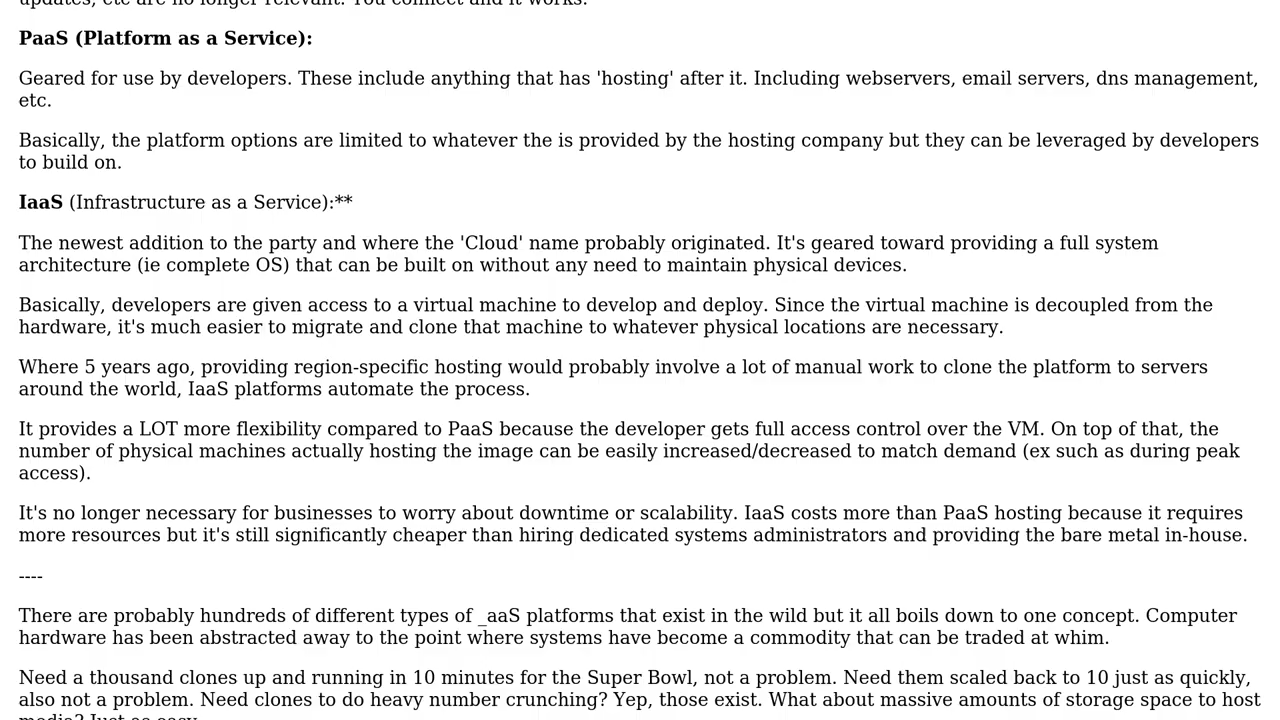 updates, etc are no longer relevant. You connect and it works.
PaaS (Platform as a Service):
Geared for use by developers. These include anything that has 'hosting' after it. Including webservers, email servers, dns management,
etc.
Basically, the platform options are limited to whatever the is provided by the hosting company but they can be leveraged by developers
to build on.
IaaS (Infrastructure as a Service):**
The newest addition to the party and where the 'Cloud' name probably originated. It's geared toward providing a full system
architecture (ie complete OS) that can be built on without any need to maintain physical devices.
Basically, developers are given access to a virtual machine to develop and deploy. Since the virtual machine is decoupled from the
hardware, it's much easier to migrate and clone that machine to whatever physical locations are necessary.
Where 5 years ago, providing region-specific hosting would probably involve a lot of manual work to clone the platform to servers
around the world, IaaS platforms automate the process.
It provides a LOT more flexibility compared to PaaS because the developer gets full access control over the VM. On top of that, the
number of physical machines actually hosting the image can be easily increased/decreased to match demand (ex such as during peak
access).
It's no longer necessary for businesses to worry about downtime or scalability. IaaS costs more than PaaS hosting because it requires
more resources but it's still significantly cheaper than hiring dedicated systems administrators and providing the bare metal in-house.
----
There are probably hundreds of different types of _aaS platforms that exist in the wild but it all boils down to one concept. Computer
hardware has been abstracted away to the point where systems have become a commodity that can be traded at whim.
Need a thousand clones up and running in 10 minutes for the Super Bowl, not a problem. Need them scaled back to 10 just as quickly,
also not a problem. Need clones to do heavy number crunching? Yep, those exist. What about massive amounts of storage space to host
media? Just as easy.